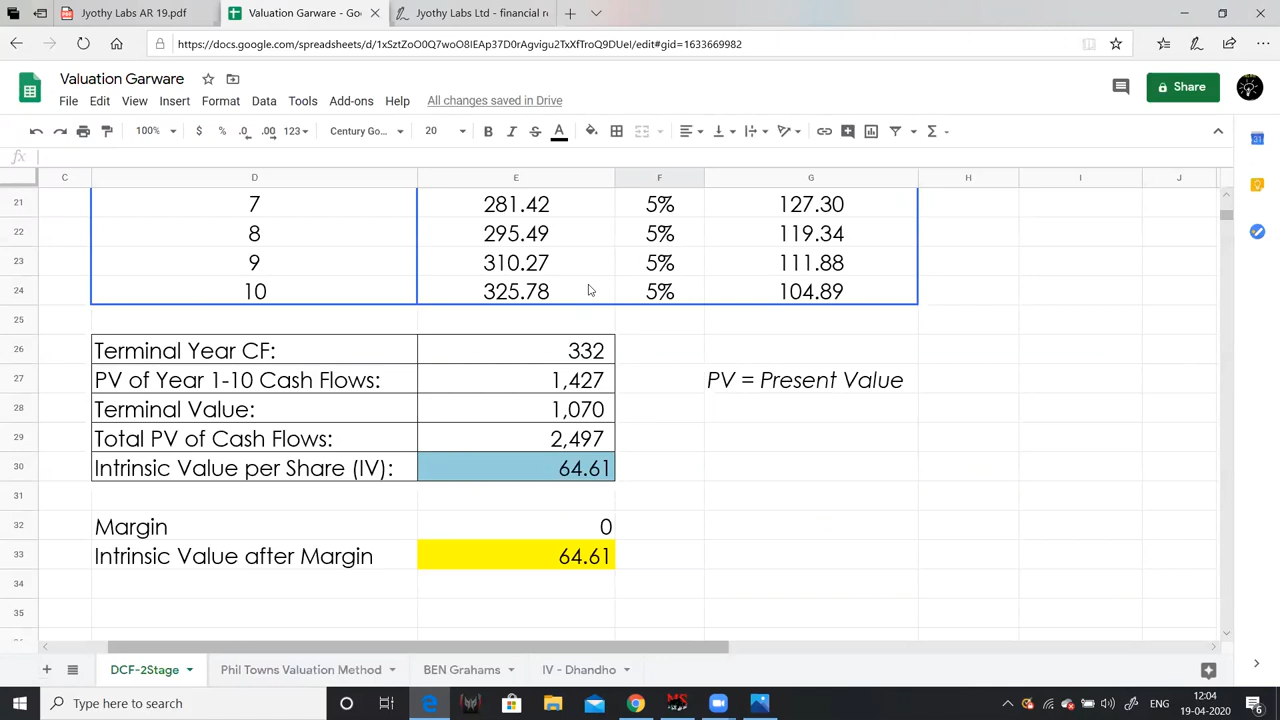 Jyothy Labs AR 19.pdf
Valuation Garware - Go
Jyothy Labs Ltd - financial r
https://docs.google.com/spreadsheets/d/1xSztZoO0Q7woO8IEAp37D0rAgvigu2TxXfTroQ9DUeI/edit#gid=1633669982
Valuation Garware
File Edit View Insert Format Data Tools Add-ons Help All changes saved in Drive
Share
100% $ % .0 .00 123 Century Go... 20 B I S A
fx
C D E F G H I J
21 7 281.42 5% 127.30
22 8 295.49 5% 119.34
23 9 310.27 5% 111.88
24 10 325.78 5% 104.89
25
26 Terminal Year CF: 332
27 PV of Year 1-10 Cash Flows: 1,427 PV = Present Value
28 Terminal Value: 1,070
29 Total PV of Cash Flows: 2,497
30 Intrinsic Value per Share (IV): 64.61
31
32 Margin 0
33 Intrinsic Value after Margin 64.61
34
35
DCF-2Stage Phil Towns Valuation Method BEN Grahams IV - Dhandho
Type here to search
ENG
12:04
19-04-2020